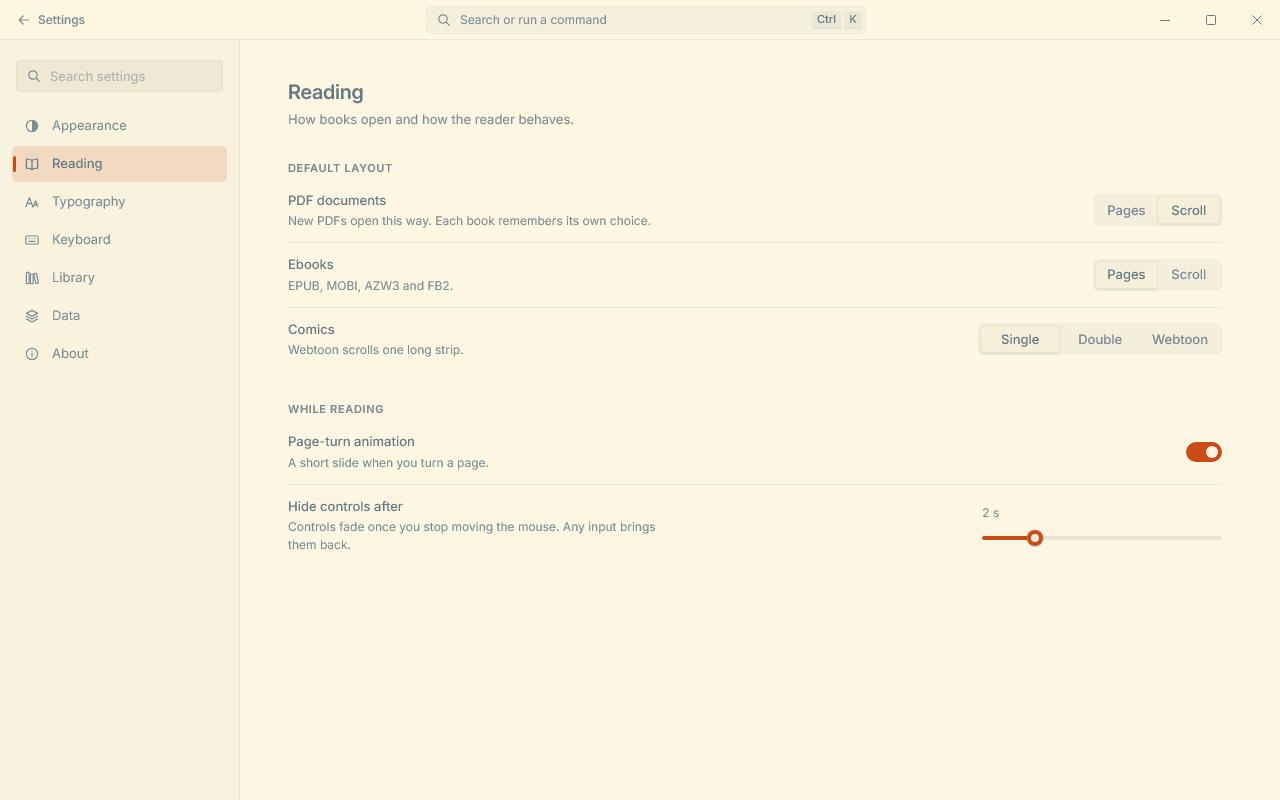 Settings
Search or run a command
Ctrl K
Search settings
Appearance
Reading
Typography
Keyboard
Library
Data
About
Reading
How books open and how the reader behaves.
DEFAULT LAYOUT
PDF documents
New PDFs open this way. Each book remembers its own choice.
Pages Scroll
Ebooks
EPUB, MOBI, AZW3 and FB2.
Pages Scroll
Comics
Webtoon scrolls one long strip.
Single Double Webtoon
WHILE READING
Page-turn animation
A short slide when you turn a page.
Hide controls after
Controls fade once you stop moving the mouse. Any input brings
them back.
2 s